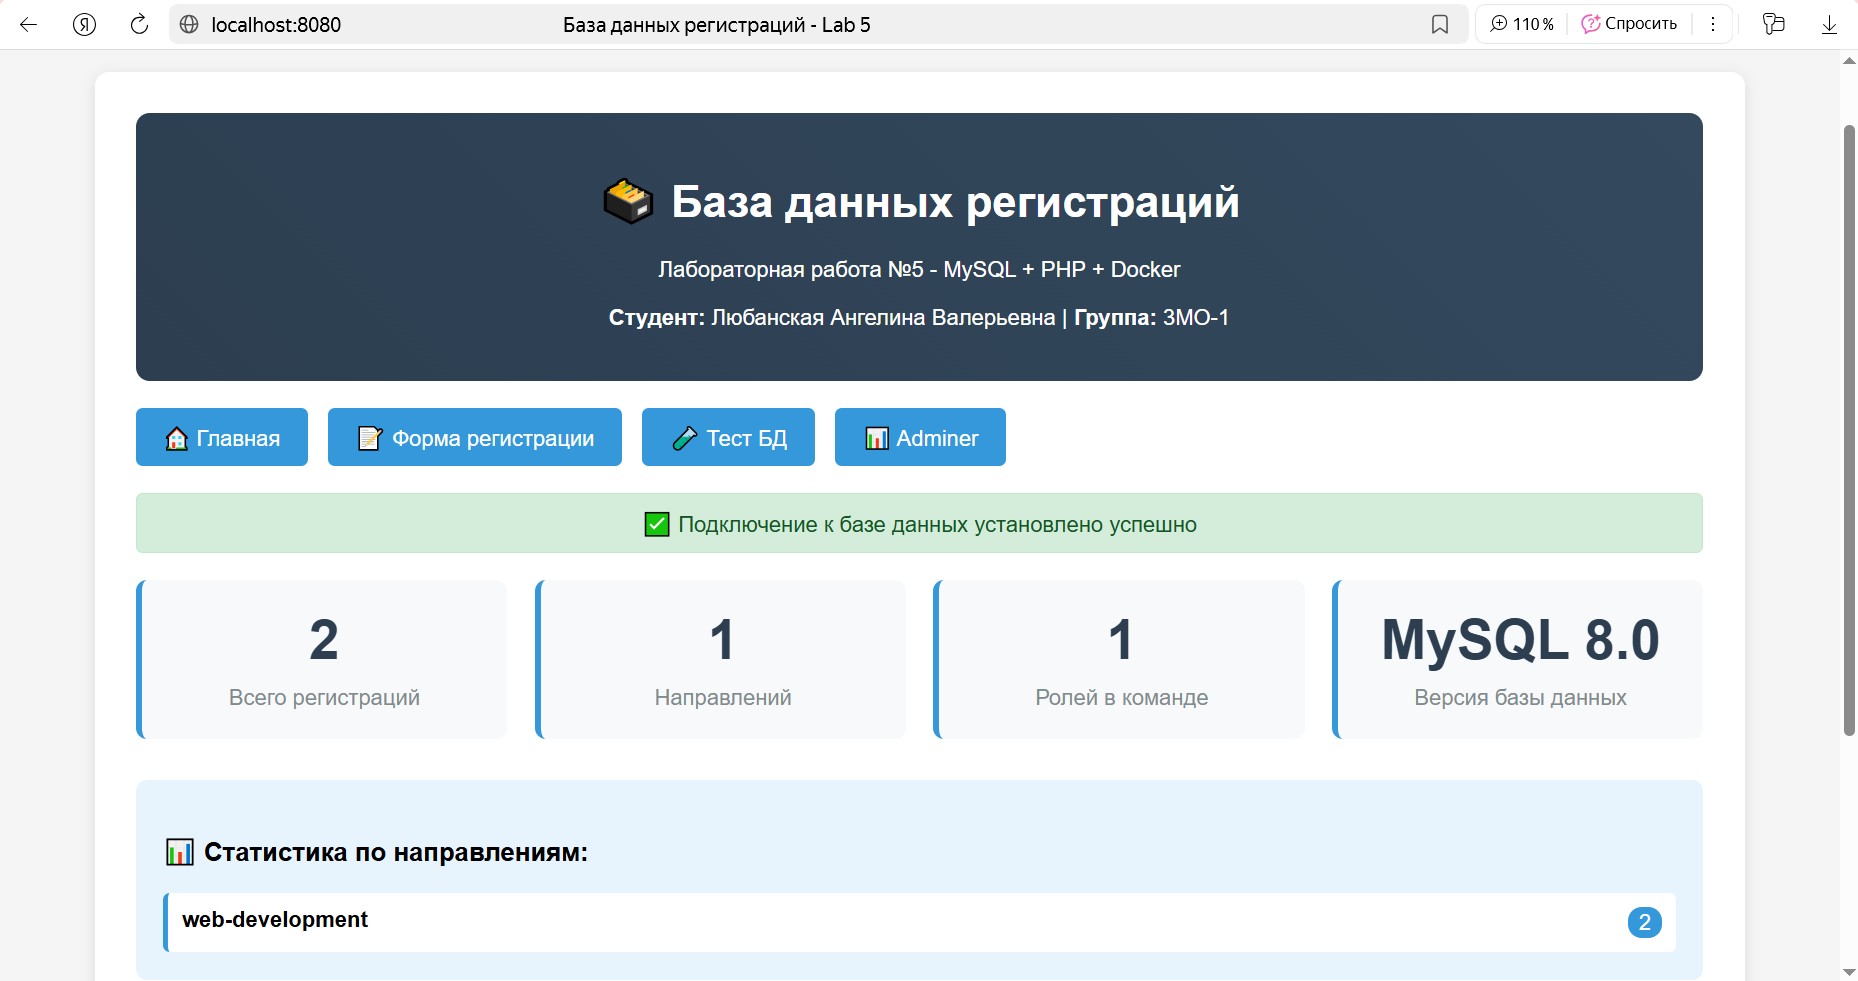 localhost:8080
База данных регистраций - Lab 5
110 %
Спросить
База данных регистраций
Лабораторная работа №5 - MySQL + PHP + Docker
Студент: Любанская Ангелина Валерьевна | Группа: 3МО-1
Главная
Форма регистрации
Тест БД
Adminer
Подключение к базе данных установлено успешно
2
Всего регистраций
1
Направлений
1
Ролей в команде
MySQL 8.0
Версия базы данных
Статистика по направлениям:
web-development
2